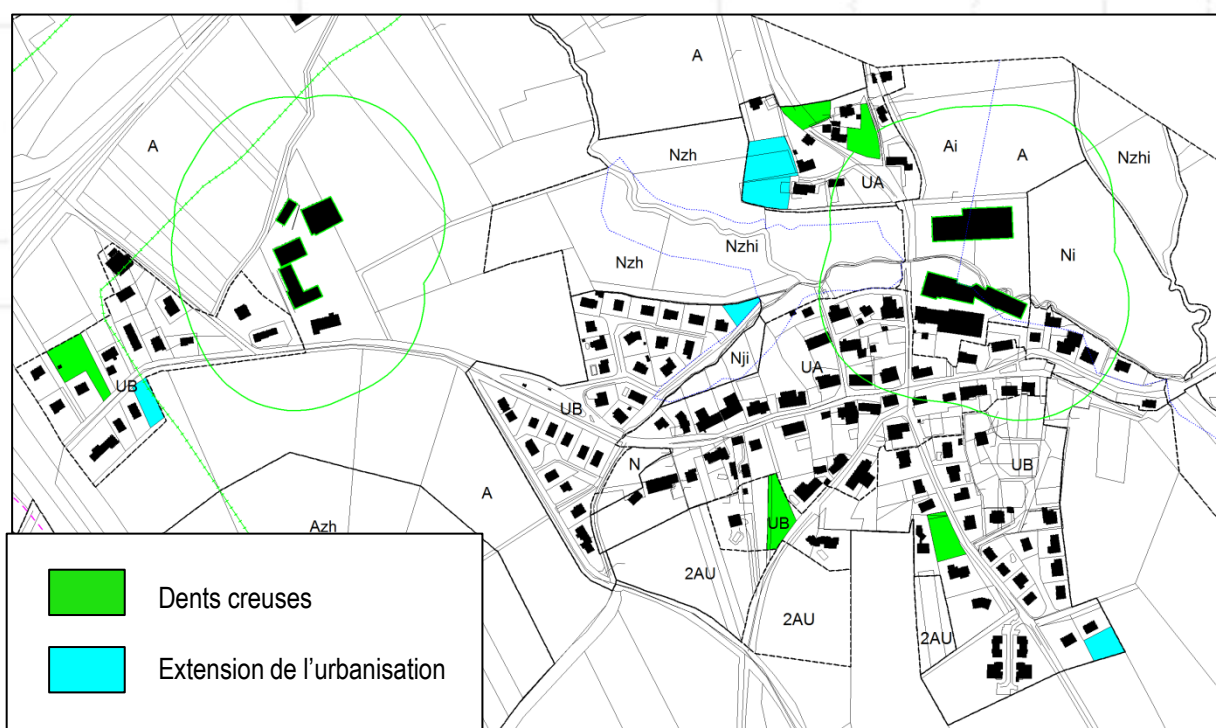 A
A
Nzh
Ai
A
Nzhi
UA
Nzhi
Nzh
Ni
Nji
UA
UB
UB
N
UB
A
Azh
UB
2AU
2AU
2AU
Dents creuses
Extension de l’urbanisation